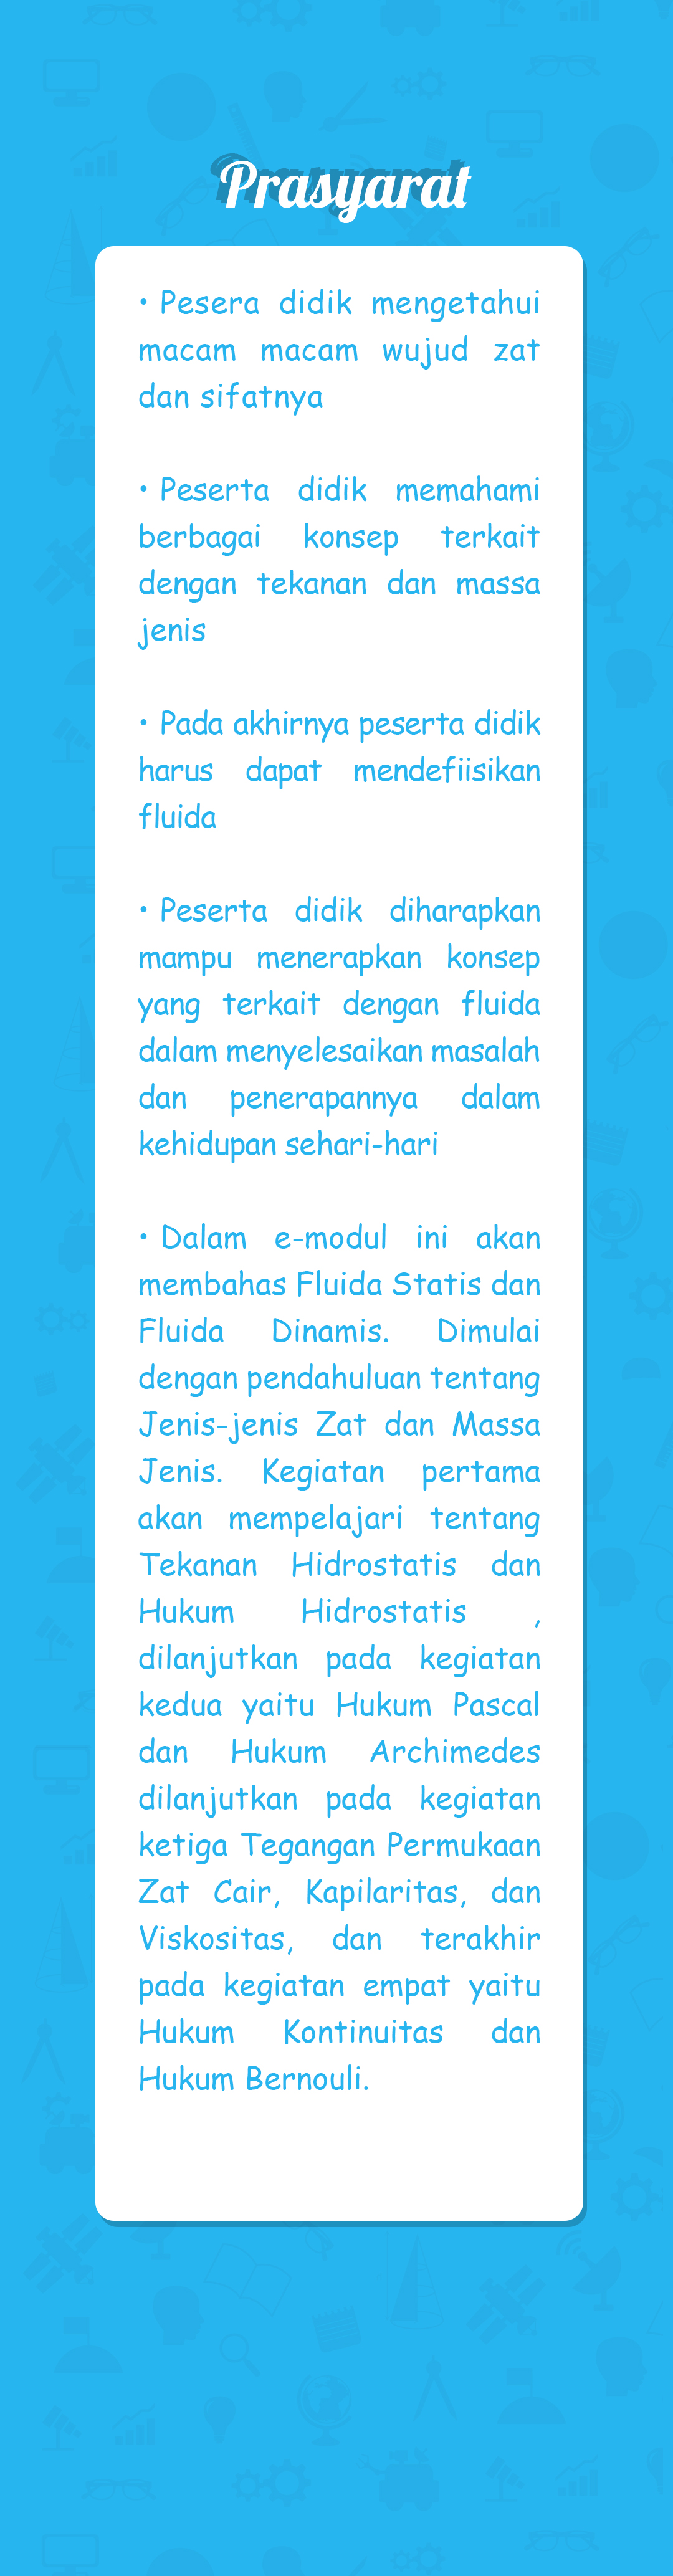 Prasyarat
• Pesera didik mengetahui
macam macam wujud zat
dan sifatnya
• Peserta didik memahami
berbagai konsep terkait
dengan tekanan dan massa
jenis
• Pada akhirnya peserta didik
harus dapat mendefiisikan
fluida
• Peserta didik diharapkan
mampu menerapkan konsep
yang terkait dengan fluida
dalam menyelesaikan masalah
dan penerapannya dalam
kehidupan sehari-hari
• Dalam e-modul ini akan
membahas Fluida Statis dan
Fluida Dinamis. Dimulai
dengan pendahuluan tentang
Jenis-jenis Zat dan Massa
Jenis. Kegiatan pertama
akan mempelajari tentang
Tekanan Hidrostatis dan
Hukum Hidrostatis ,
dilanjutkan pada kegiatan
kedua yaitu Hukum Pascal
dan Hukum Archimedes
dilanjutkan pada kegiatan
ketiga Tegangan Permukaan
Zat Cair, Kapilaritas, dan
Viskositas, dan terakhir
pada kegiatan empat yaitu
Hukum Kontinuitas dan
Hukum Bernouli.